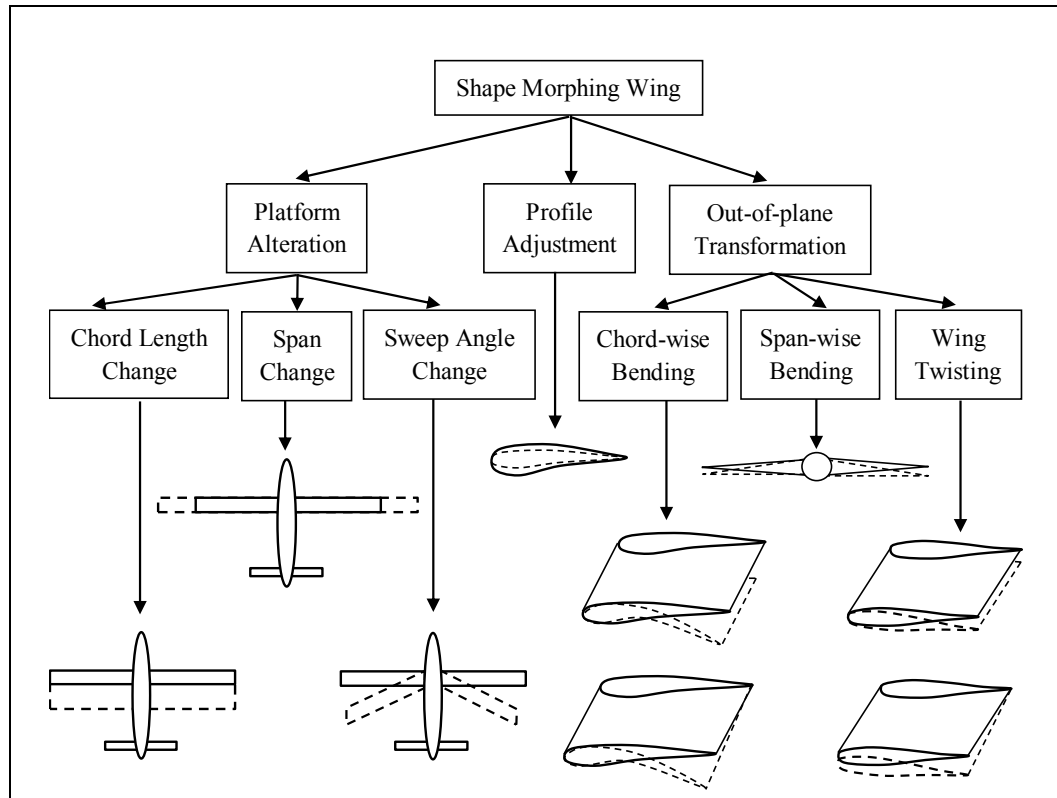 Shape Morphing Wing
Platform
Alteration
Profile
Adjustment
Out-of-plane
Transformation
Chord Length
Change
Span
Change
Sweep Angle
Change
Chord-wise
Bending
Span-wise
Bending
Wing
Twisting